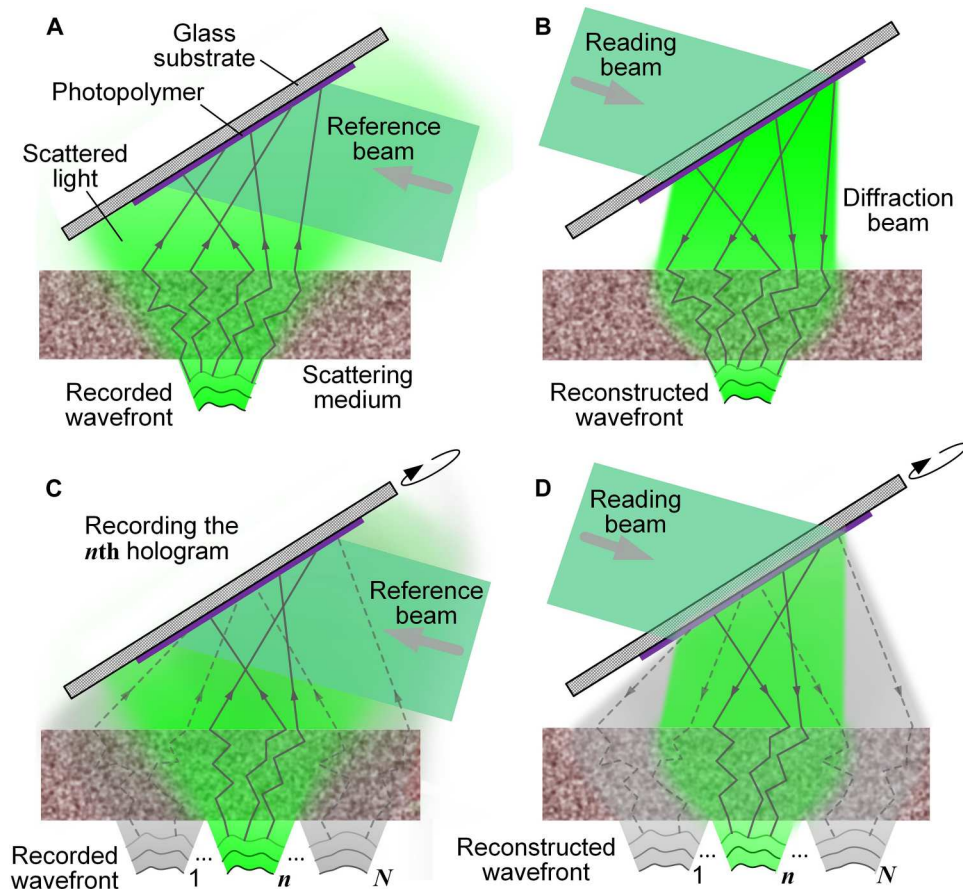 A
Glass
substrate
Photopolymer
Scattered
light
Reference
beam
Recorded
wavefront
Scattering
medium
B
Reading
beam
Diffraction
beam
Reconstructed
wavefront
C
Recording the
nth hologram
Reference
beam
Recorded
wavefront
1 ... n ... N
D
Reading
beam
Reconstructed
wavefront
1 ... n ... N